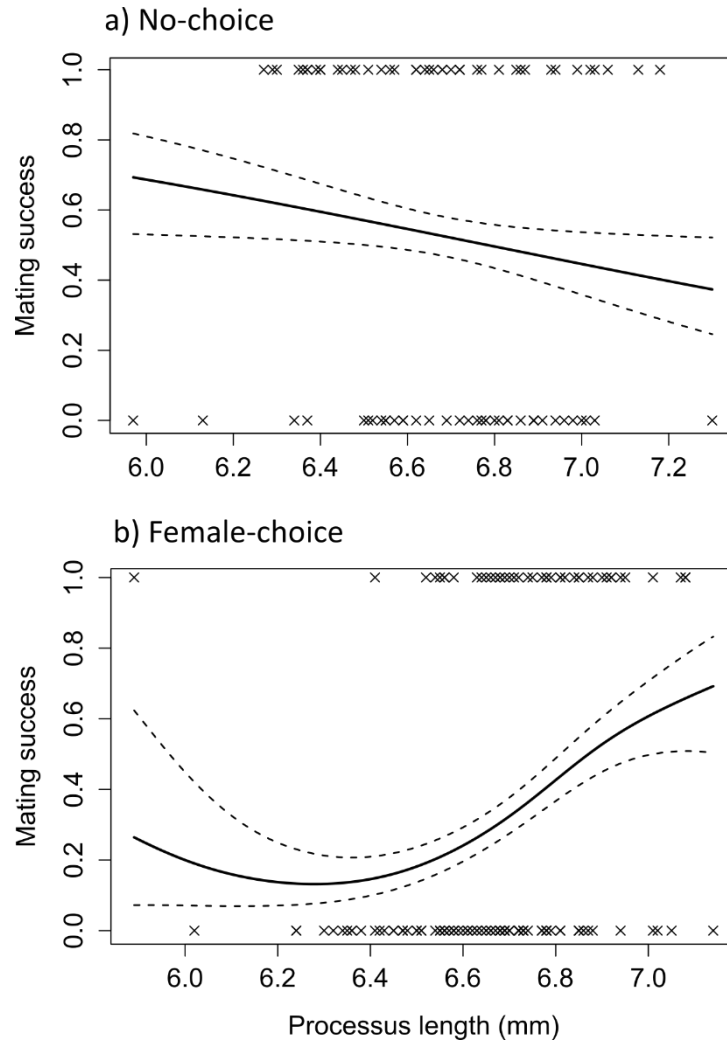 a) No-choice
Mating success
0.0 0.2 0.4 0.6 0.8 1.0
6.0 6.2 6.4 6.6 6.8 7.0 7.2
b) Female-choice
Mating success
0.0 0.2 0.4 0.6 0.8 1.0
6.0 6.2 6.4 6.6 6.8 7.0
Processus length (mm)